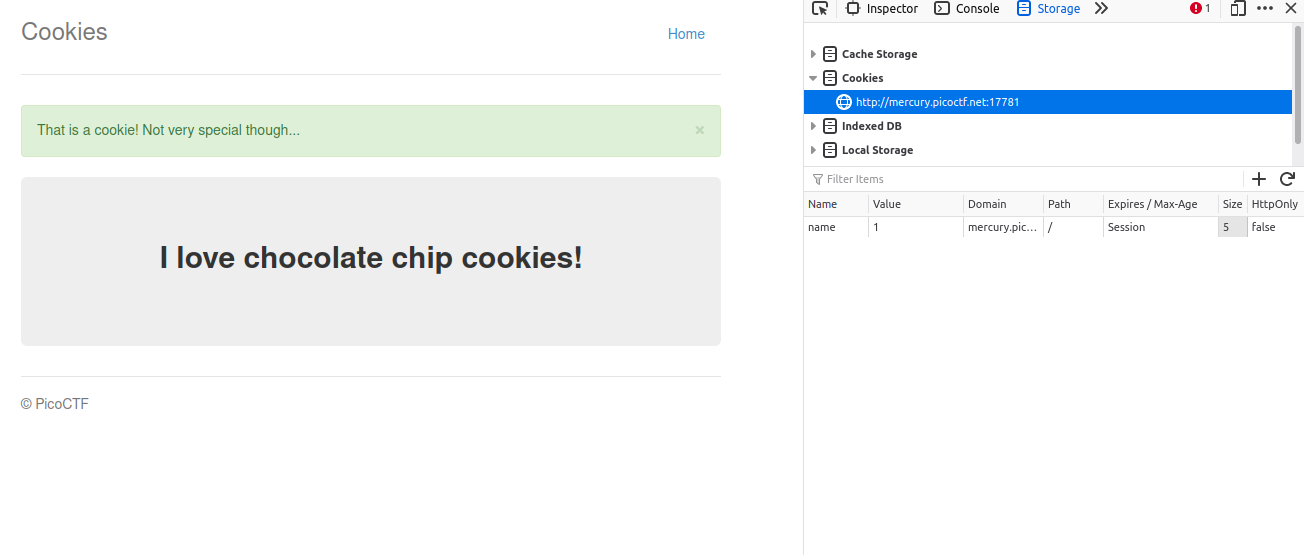 Cookies
Home
That is a cookie! Not very special though...
×
I love chocolate chip cookies!
© PicoCTF
Inspector
Console
Storage
1
Cache Storage
Cookies
http://mercury.picoctf.net:17781
Indexed DB
Local Storage
Filter Items
Name Value Domain Path Expires / Max-Age Size HttpOnly
name 1 mercury.pic... / Session 5 false